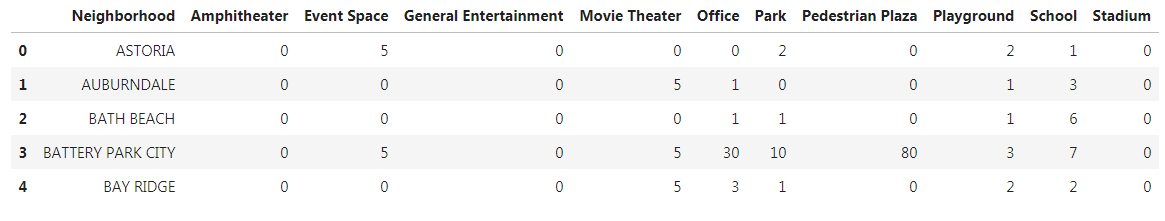 Neighborhood Amphitheater Event Space General Entertainment Movie Theater Office Park Pedestrian Plaza Playground School Stadium
0 ASTORIA 0 5 0 0 0 2 0 2 1 0
1 AUBURNDALE 0 0 0 5 1 0 0 1 3 0
2 BATH BEACH 0 0 0 0 1 1 0 1 6 0
3 BATTERY PARK CITY 0 5 0 5 30 10 80 3 7 0
4 BAY RIDGE 0 0 0 5 3 1 0 2 2 0